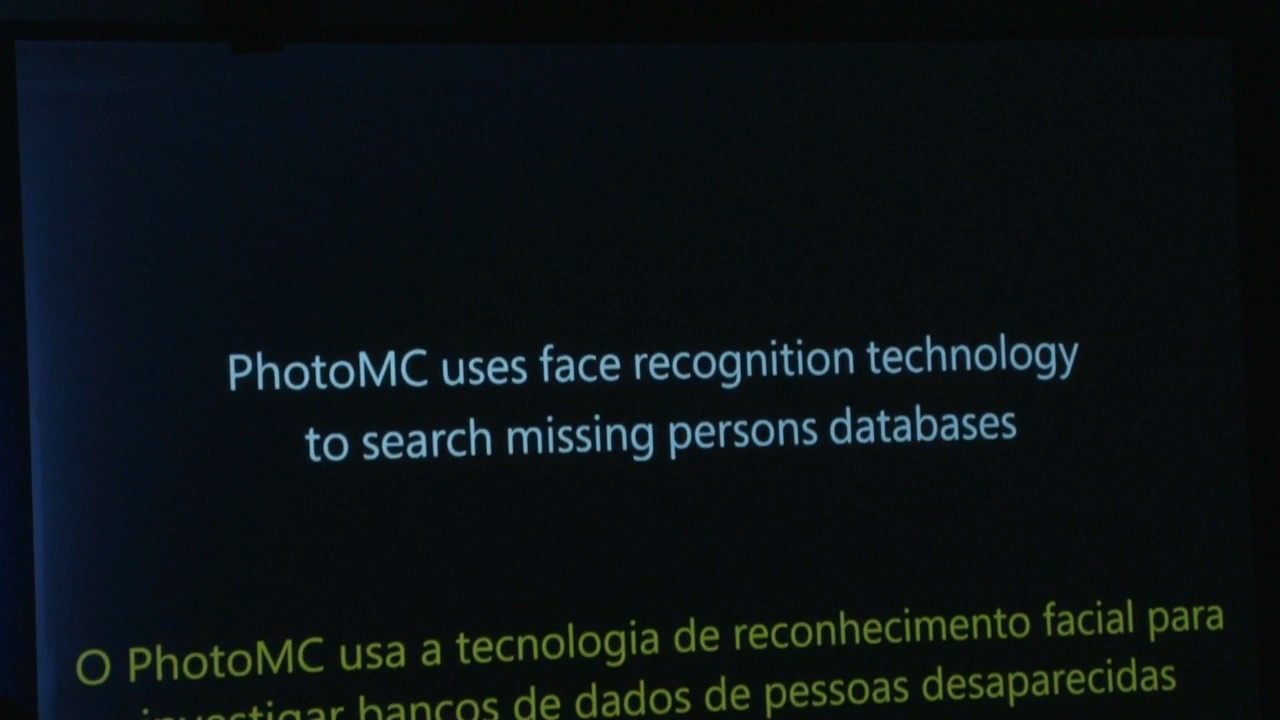 PhotoMC uses face recognition technology
to search missing persons databases
O PhotoMC usa a tecnologia de reconhecimento facial para
investigar bancos de dados de pessoas desaparecidas